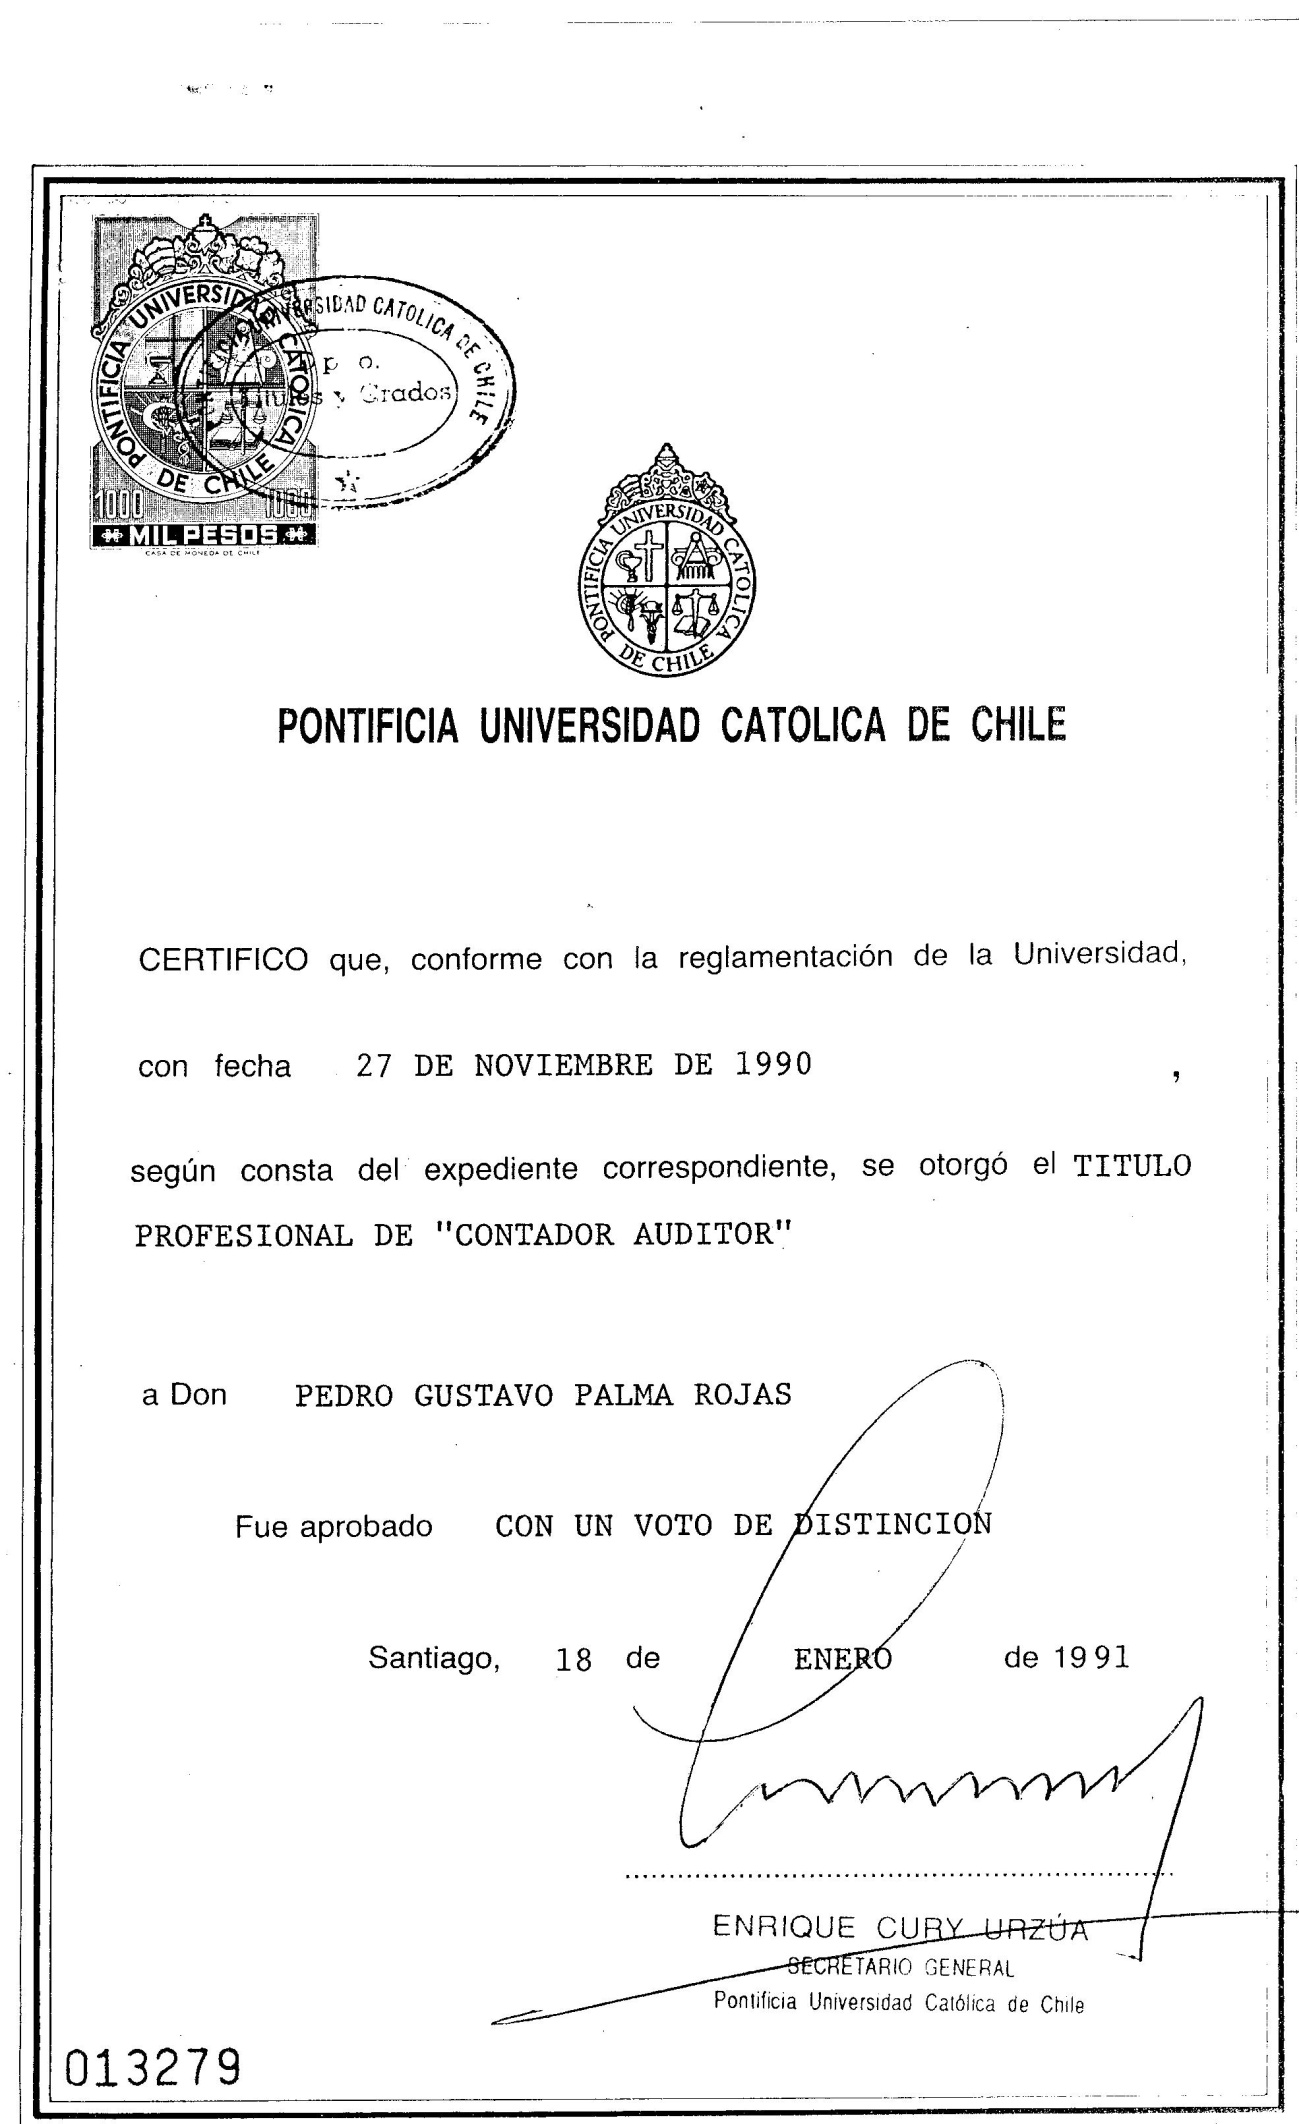 PONTIFICIA UNIVERSIDAD CATOLICA DE CHILE
UNIVERSIDAD CATOLICA DE CHILE
Dpo.
Titulos y Grados
1000 1000
MIL PESOS
CASA DE MONEDA DE CHILE
PONTIFICIA UNIVERSIDAD CATOLICA DE CHILE
PONTIFICIA UNIVERSIDAD CATOLICA DE CHILE
CERTIFICO que, conforme con la reglamentación de la Universidad,
con fecha 27 DE NOVIEMBRE DE 1990 ,
según consta del expediente correspondiente, se otorgó el TITULO
PROFESIONAL DE "CONTADOR AUDITOR"
a Don PEDRO GUSTAVO PALMA ROJAS
Fue aprobado CON UN VOTO DE DISTINCION
Santiago, 18 de ENERO de 1991
ENRIQUE CURY URZÚA
SECRETARIO GENERAL
Pontificia Universidad Católica de Chile
013279